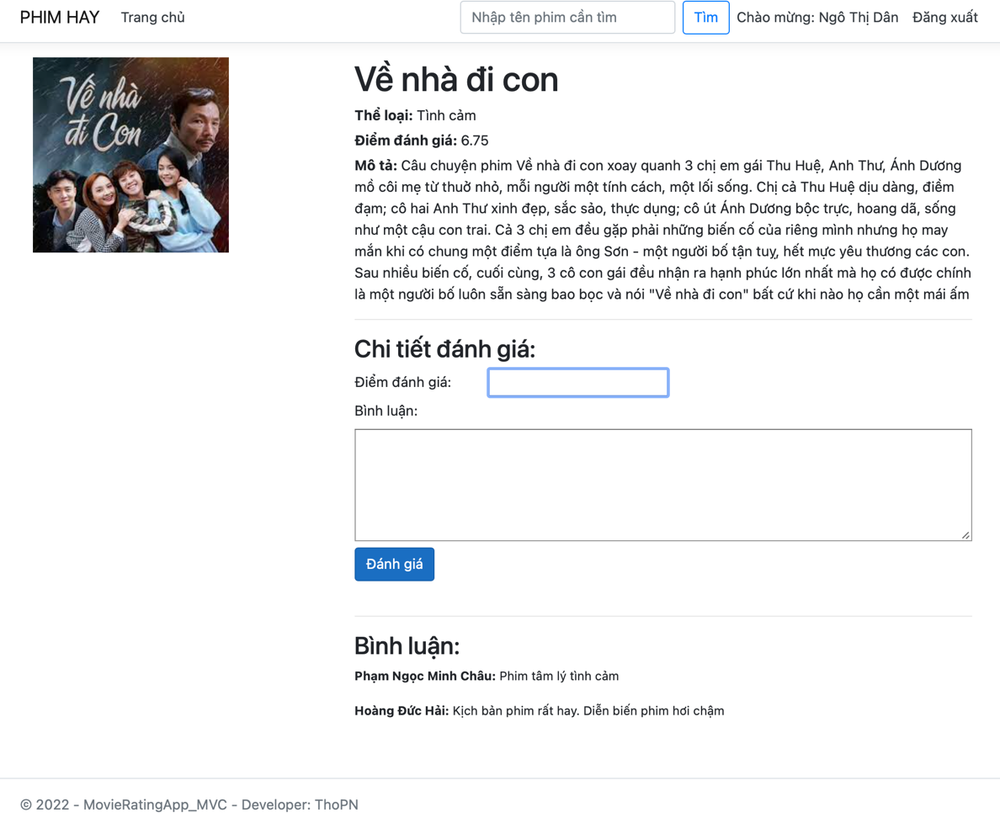 PHIM HAY Trang chủ Nhập tên phim cần tìm Tìm Chào mừng: Ngô Thị Dân Đăng xuất
Về nhà
đi Con
Về nhà đi con
Thể loại: Tình cảm
Điểm đánh giá: 6.75
Mô tả: Câu chuyện phim Về nhà đi con xoay quanh 3 chị em gái Thu Huệ, Anh Thư, Ánh Dương
mồ côi mẹ từ thuở nhỏ, mỗi người một tính cách, một lối sống. Chị cả Thu Huệ dịu dàng, điềm
đạm; cô hai Anh Thư xinh đẹp, sắc sảo, thực dụng; cô út Ánh Dương bộc trực, hoang dã, sống
như một cậu con trai. Cả 3 chị em đều gặp phải những biến cố của riêng mình nhưng họ may
mắn khi có chung một điểm tựa là ông Sơn - một người bố tận tuỵ, hết mực yêu thương các con.
Sau nhiều biến cố, cuối cùng, 3 cô con gái đều nhận ra hạnh phúc lớn nhất mà họ có được chính
là một người bố luôn sẵn sàng bao bọc và nói "Về nhà đi con" bất cứ khi nào họ cần một mái ấm
Chi tiết đánh giá:
Điểm đánh giá:
Bình luận:
Đánh giá
Bình luận:
Phạm Ngọc Minh Châu: Phim tâm lý tình cảm
Hoàng Đức Hải: Kịch bản phim rất hay. Diễn biến phim hơi chậm
© 2022 - MovieRatingApp_MVC - Developer: ThoPN